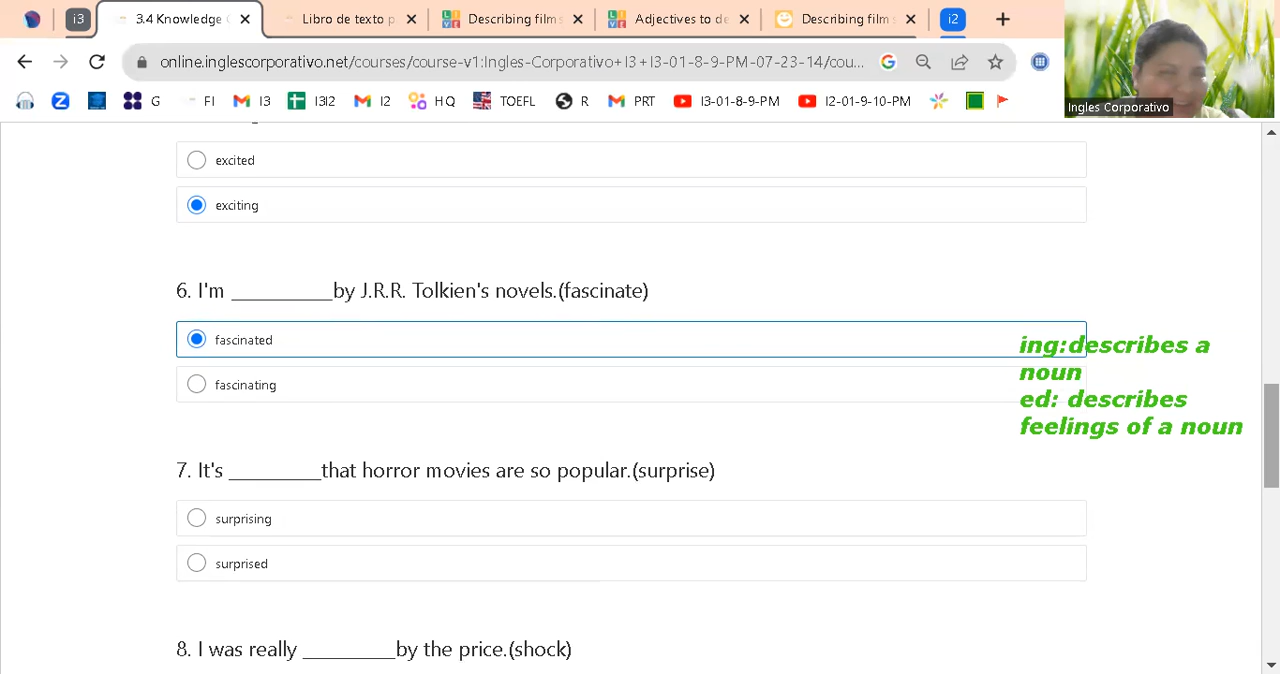 i3
3.4 Knowledge
Libro de texto p
Describing film
Adjectives to de
Describing film
i2
online.inglescorporativo.net/courses/course-v1:Ingles-Corporativo+I3+I3-01-8-9-PM-07-23-14/cou...
G
FI
I3
I3I2
I2
H Q
TOEFL
R
PRT
I3-01-8-9-PM
I2-01-9-10-PM
Ingles Corporativo
excited
exciting
6. I'm __________by J.R.R. Tolkien's novels.(fascinate)
fascinated
fascinating
ing:describes a
noun
ed: describes
feelings of a noun
7. It's _________that horror movies are so popular.(surprise)
surprising
surprised
8. I was really _________by the price.(shock)